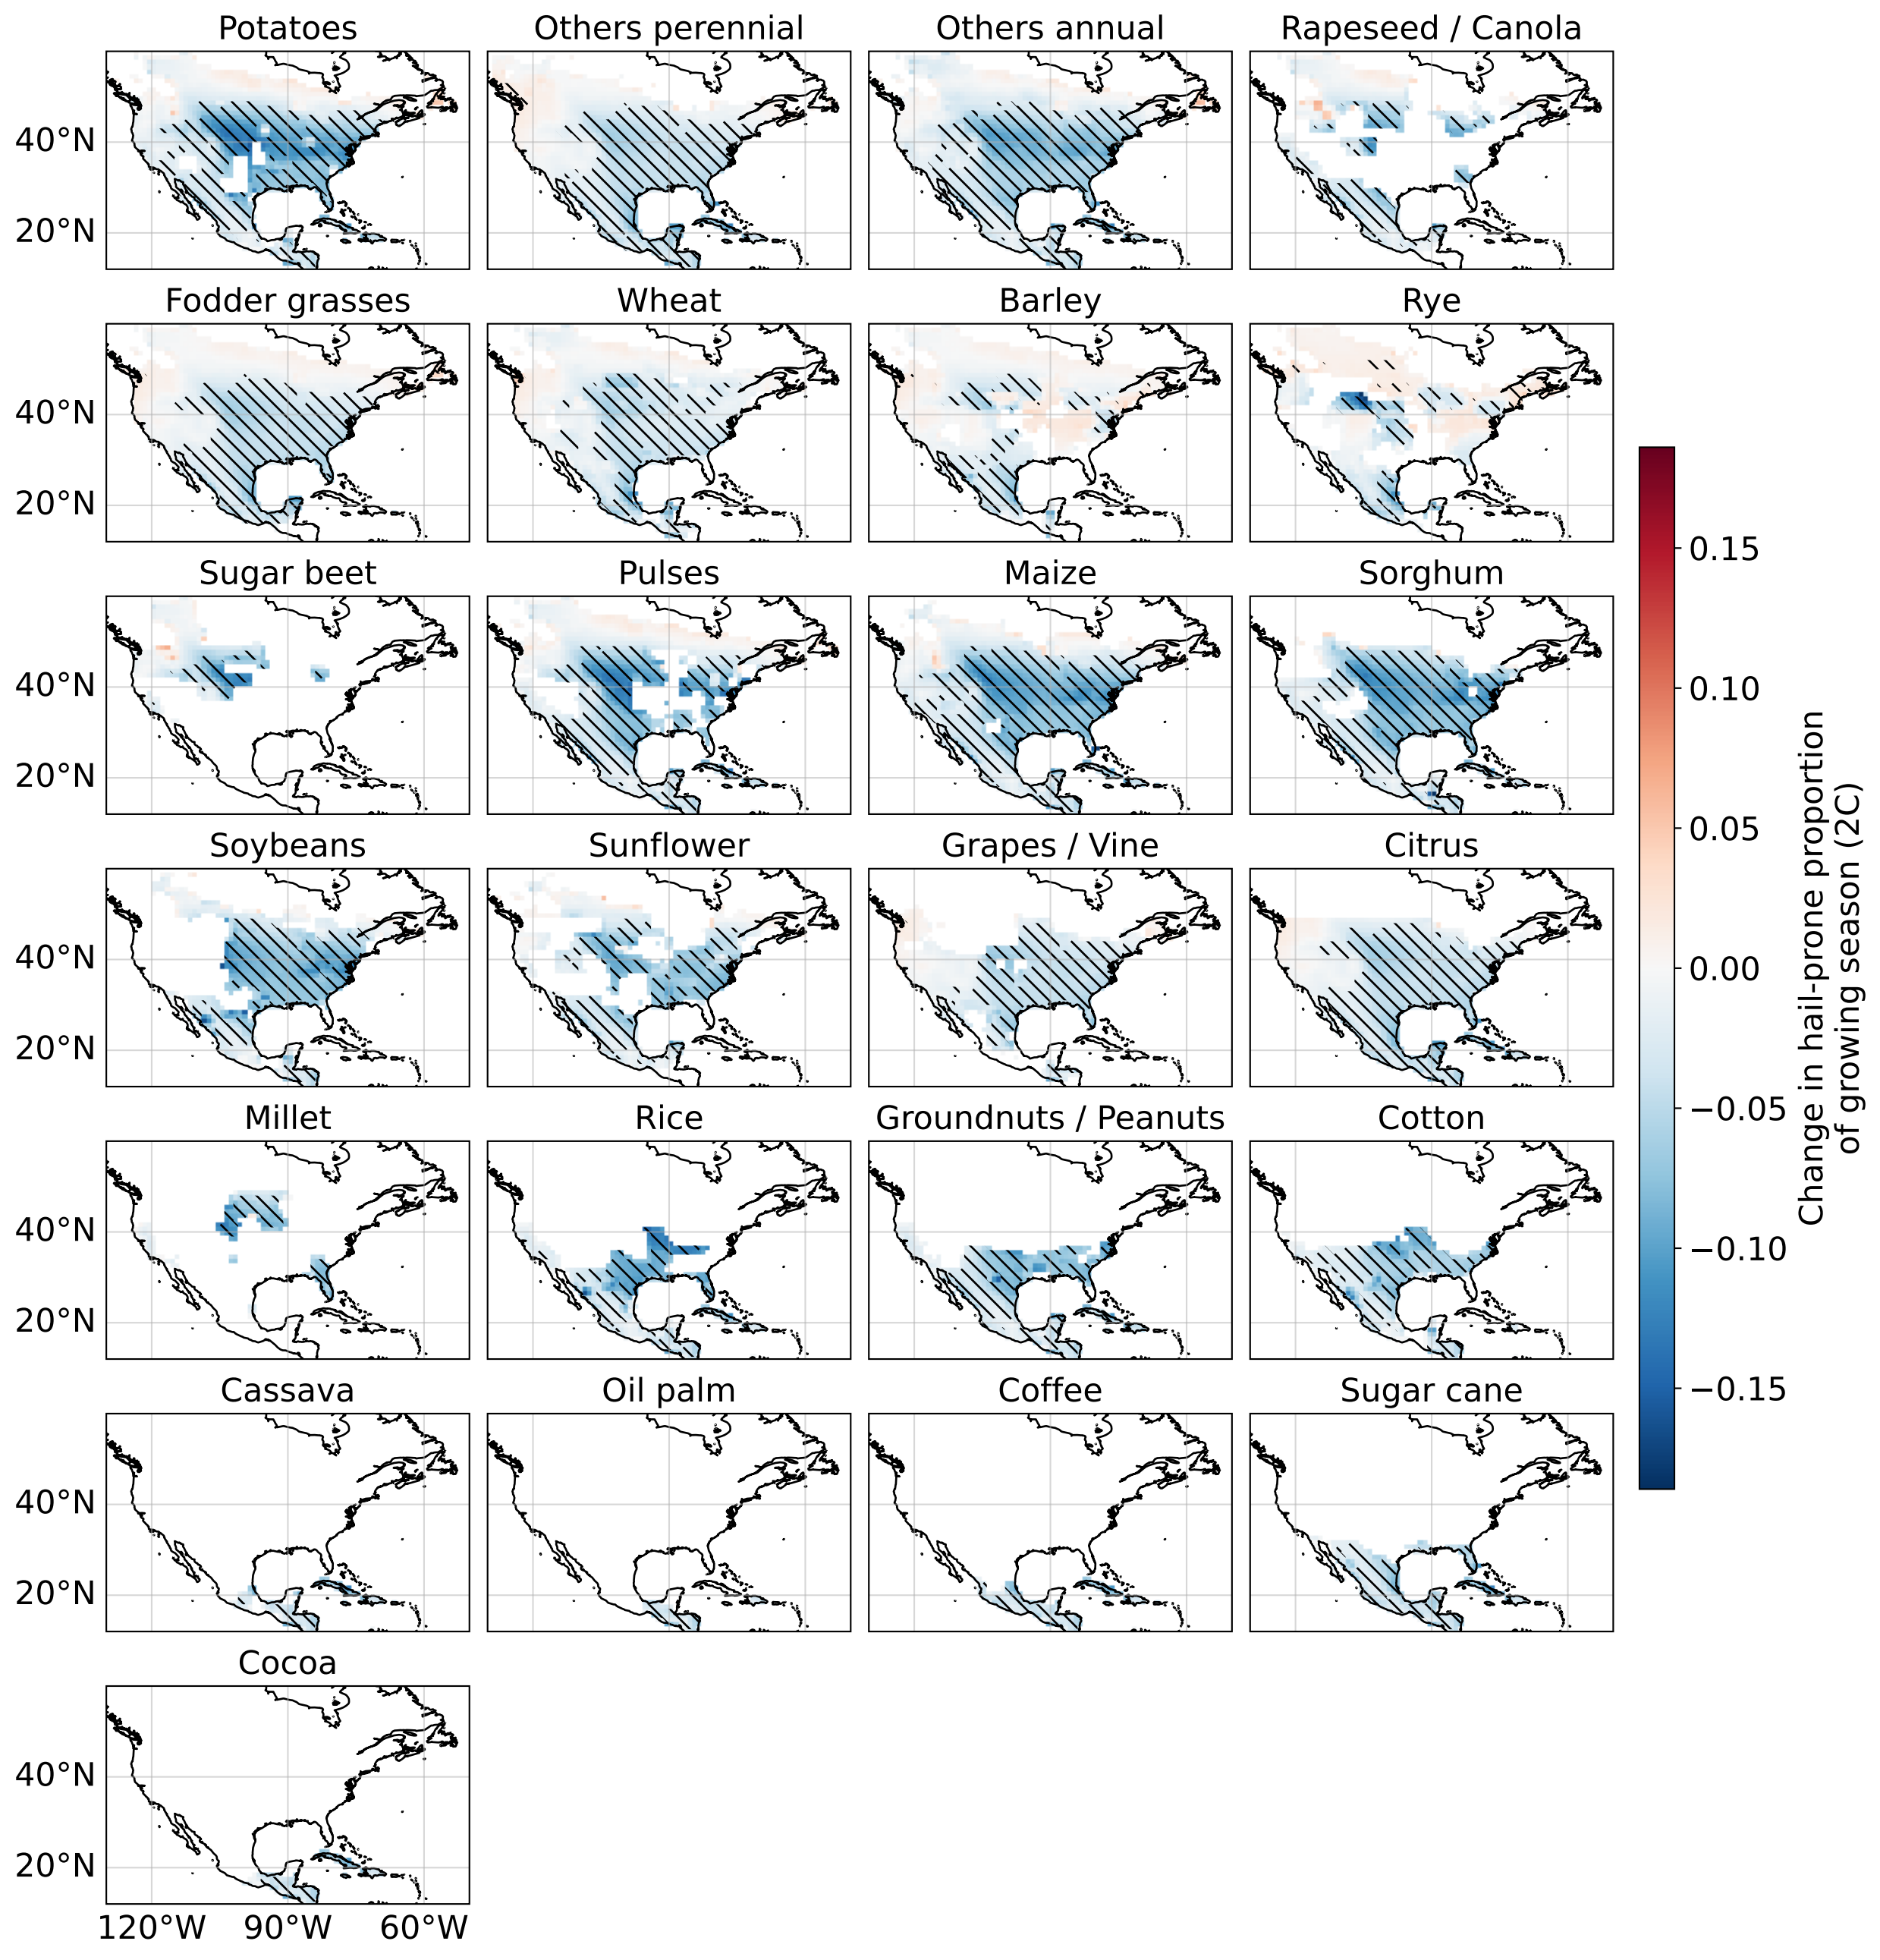 Potatoes
Others perennial
Others annual
Rapeseed / Canola
40°N
20°N
Fodder grasses
Wheat
Barley
Rye
40°N
20°N
Sugar beet
Pulses
Maize
Sorghum
40°N
20°N
Soybeans
Sunflower
Grapes / Vine
Citrus
40°N
20°N
Millet
Rice
Groundnuts / Peanuts
Cotton
40°N
20°N
Cassava
Oil palm
Coffee
Sugar cane
40°N
20°N
Cocoa
40°N
20°N
120°W
90°W
60°W
0.15
0.10
0.05
0.00
−0.05
−0.10
−0.15
Change in hail-prone proportion
of growing season (2C)